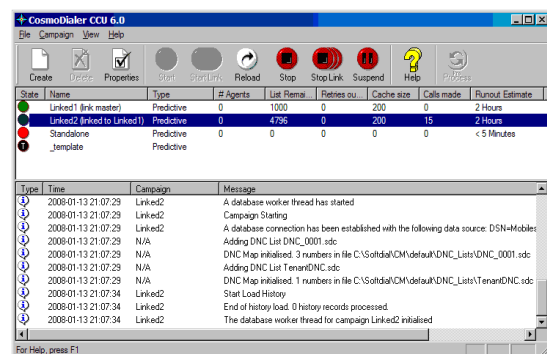 CosmoDialer CCU 6.0
File Campaign View Help
Create Delete Properties Start Start Link Reload Stop Stop Link Suspend Help Process
State Name Type # Agents List Remai... Retries ou... Cache size Calls made Runout Estimate
Linked1 (link master) Predictive 0 1000 0 200 0 2 Hours
Linked2 (linked to Linked1) Predictive 0 4796 0 200 15 2 Hours
Standalone Predictive 0 0 0 0 0 < 5 Minutes
T _template Predictive
Type Time Campaign Message
2008-01-13 21:07:29 Linked2 A database worker thread has started
2008-01-13 21:07:29 Linked2 Campaign Starting
2008-01-13 21:07:29 Linked2 A database connection has been established with the following data source: DSN=Mobiles
2008-01-13 21:07:29 N/A Adding DNC List DNC_0001.sdc
2008-01-13 21:07:29 N/A DNC Map initialised. 3 numbers in file C:\Softdial\CM\default\DNC_Lists\DNC_0001.sdc
2008-01-13 21:07:29 N/A Adding DNC List TenantDNC.sdc
2008-01-13 21:07:29 N/A DNC Map initialised. 1 numbers in file C:\Softdial\CM\default\DNC_Lists\TenantDNC.sdc
2008-01-13 21:07:34 Linked2 Start Load History
2008-01-13 21:07:34 Linked2 End of history load. 0 history records processed.
2008-01-13 21:07:34 Linked2 The database worker thread for campaign Linked2 initialised
For Help, press F1